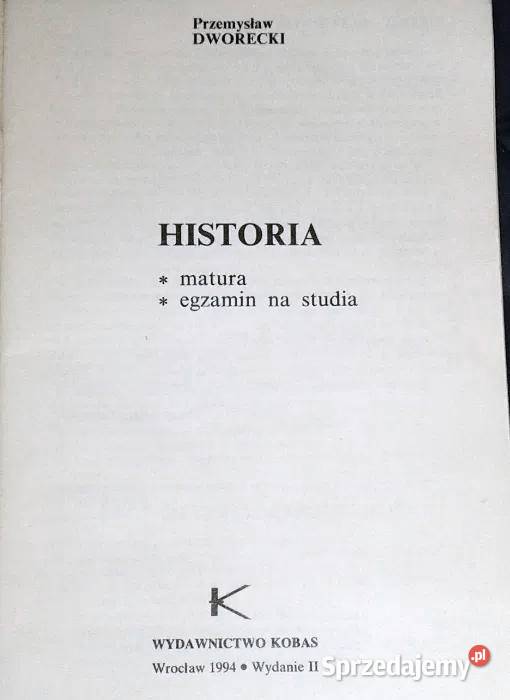 Przemysław
DWORECKI
HISTORIA
* matura
* egzamin na studia
K
WYDAWNICTWO KOBAS
Wrocław 1994 ● Wydanie II
Sprzedajemy.pl